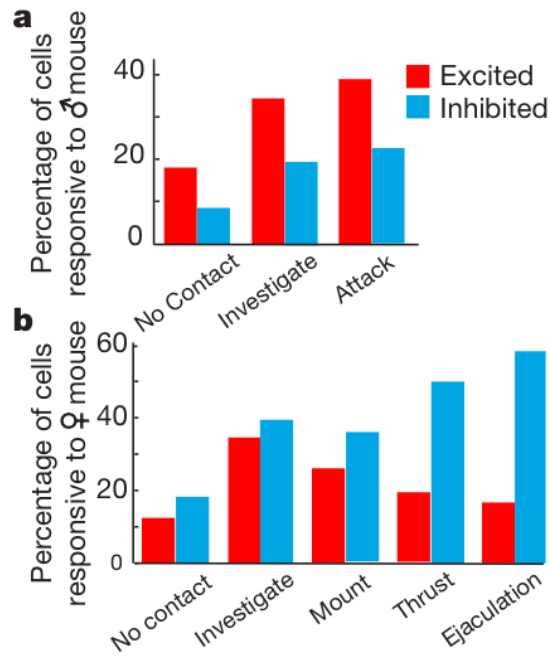 a
Percentage of cells
responsive to ♂ mouse
40
20
0
Excited
Inhibited
No Contact
Investigate
Attack
b
Percentage of cells
responsive to ♀ mouse
60
40
20
0
No contact
Investigate
Mount
Thrust
Ejaculation